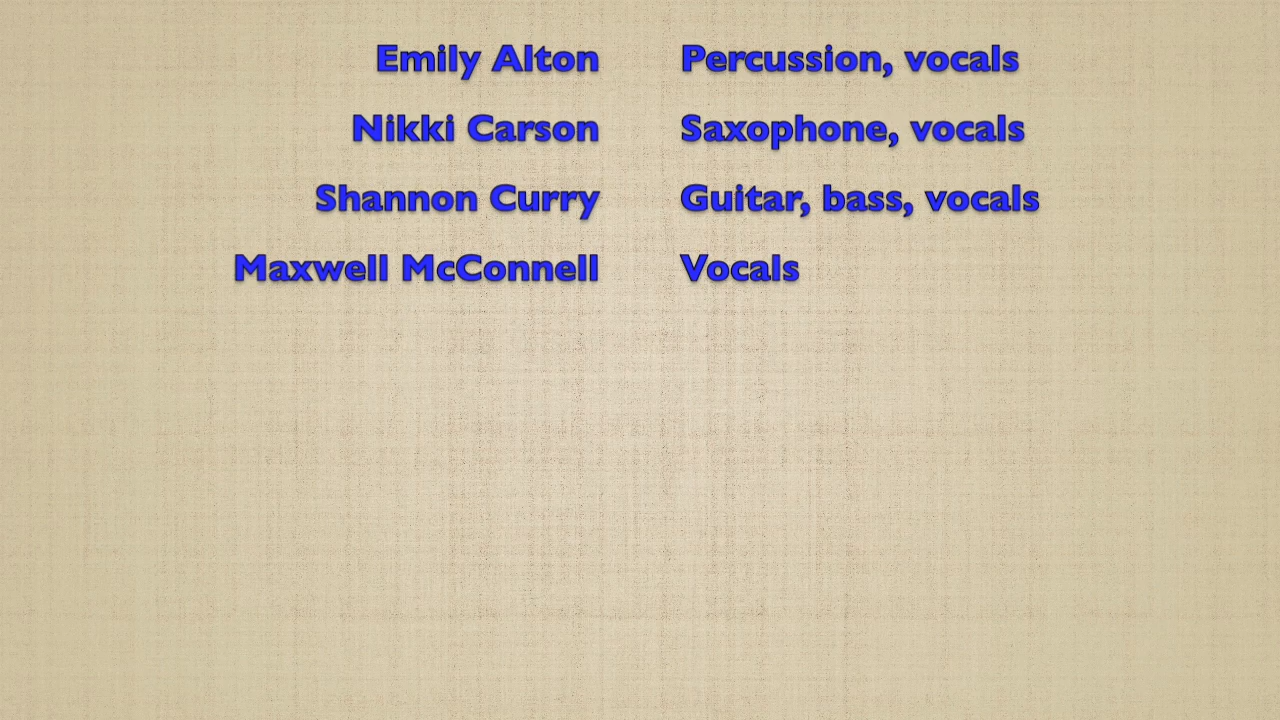 Emily Alton Percussion, vocals
Nikki Carson Saxophone, vocals
Shannon Curry Guitar, bass, vocals
Maxwell McConnell Vocals